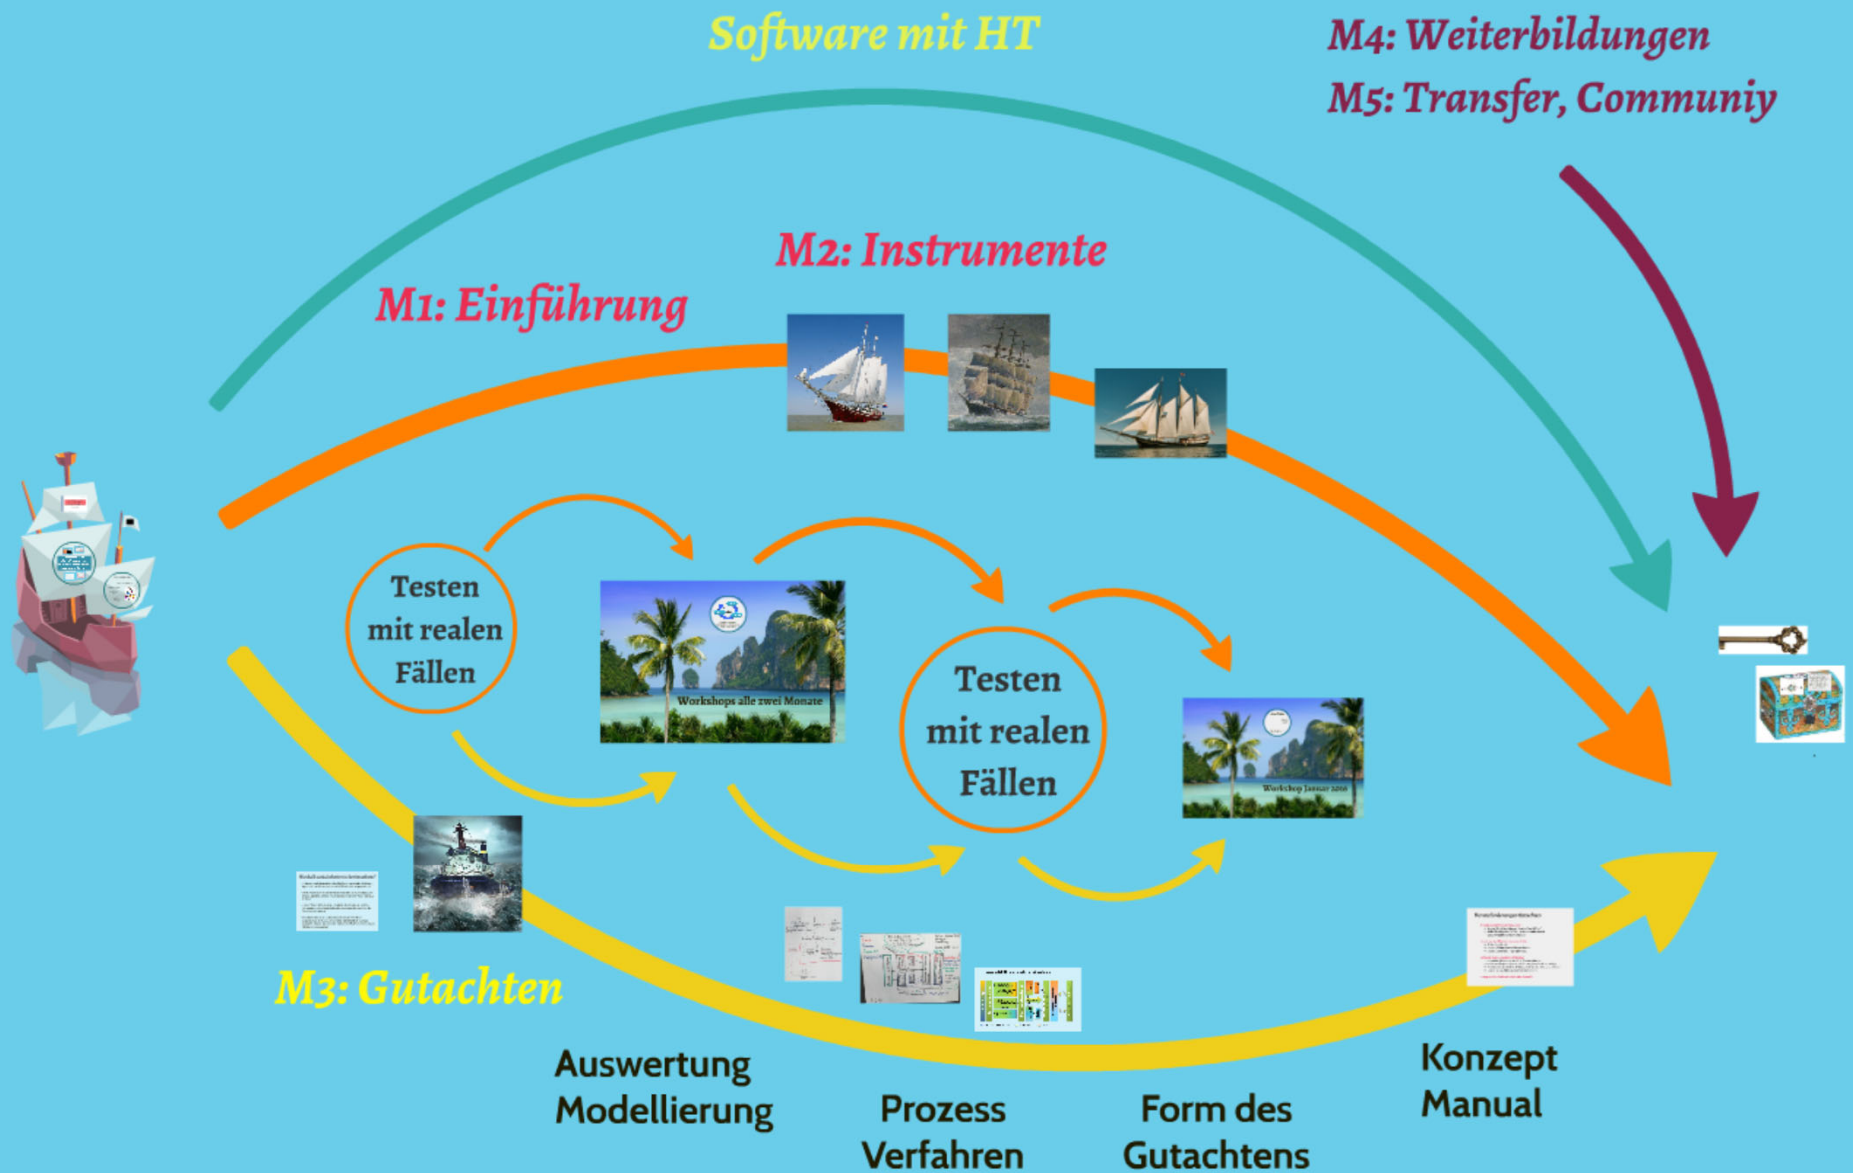 Software mit HT
M4: Weiterbildungen
M5: Transfer, Communiy
M2: Instrumente
M1: Einführung
Testen
mit realen
Fällen
Workshops alle zwei Monate
Testen
mit realen
Fällen
Workshop Januar 2016
M3: Gutachten
Auswertung
Modellierung
Prozess
Verfahren
Form des
Gutachtens
Konzept
Manual